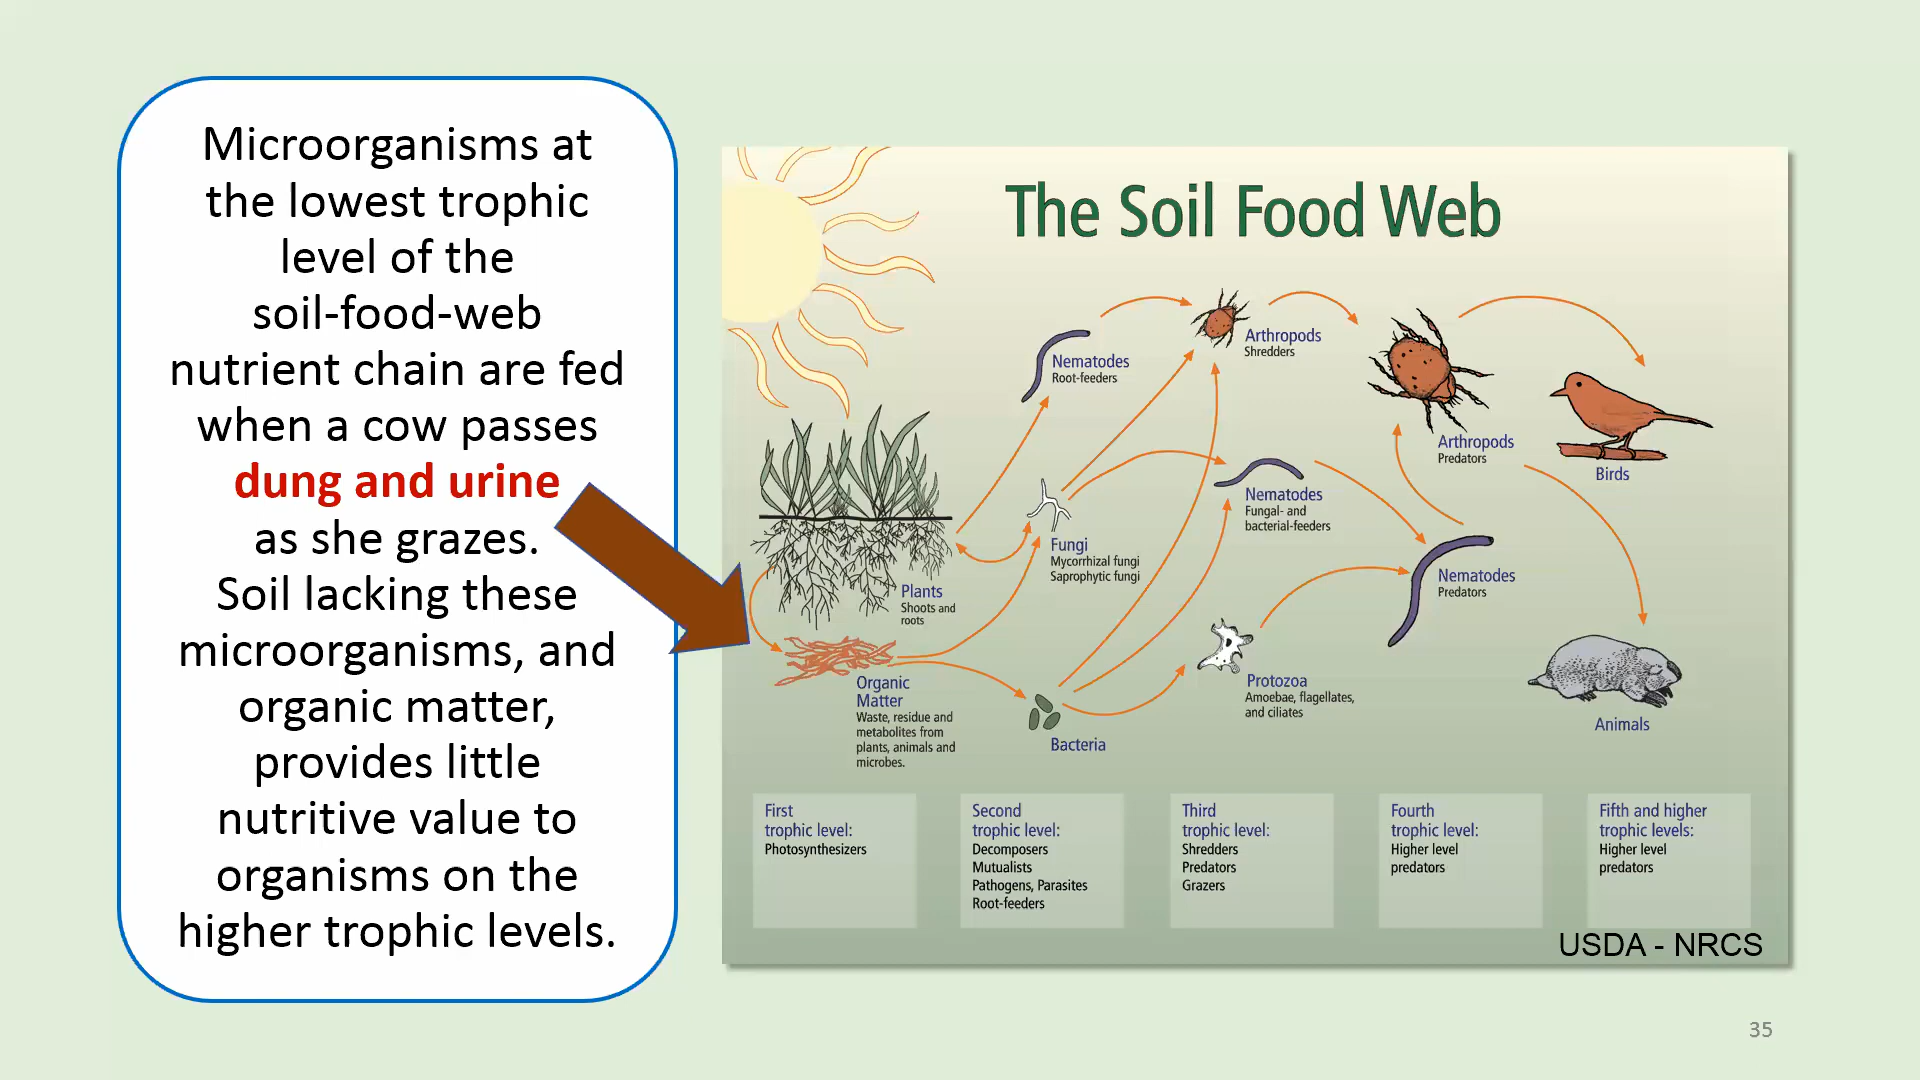 Microorganisms at
the lowest trophic
level of the
soil-food-web
nutrient chain are fed
when a cow passes
dung and urine
as she grazes.
Soil lacking these
microorganisms, and
organic matter,
provides little
nutritive value to
organisms on the
higher trophic levels.
The Soil Food Web
Nematodes
Root-feeders
Arthropods
Shredders
Arthropods
Predators
Birds
Nematodes
Fungal- and
bacterial-feeders
Fungi
Mycorrhizal fungi
Saprophytic fungi
Nematodes
Predators
Plants
Shoots and
roots
Organic
Matter
Waste, residue and
metabolites from
plants, animals and
microbes.
Bacteria
Protozoa
Amoebae, flagellates,
and ciliates
Animals
First
trophic level:
Photosynthesizers
Second
trophic level:
Decomposers
Mutualists
Pathogens, Parasites
Root-feeders
Third
trophic level:
Shredders
Predators
Grazers
Fourth
trophic level:
Higher level
predators
Fifth and higher
trophic levels:
Higher level
predators
USDA - NRCS
35